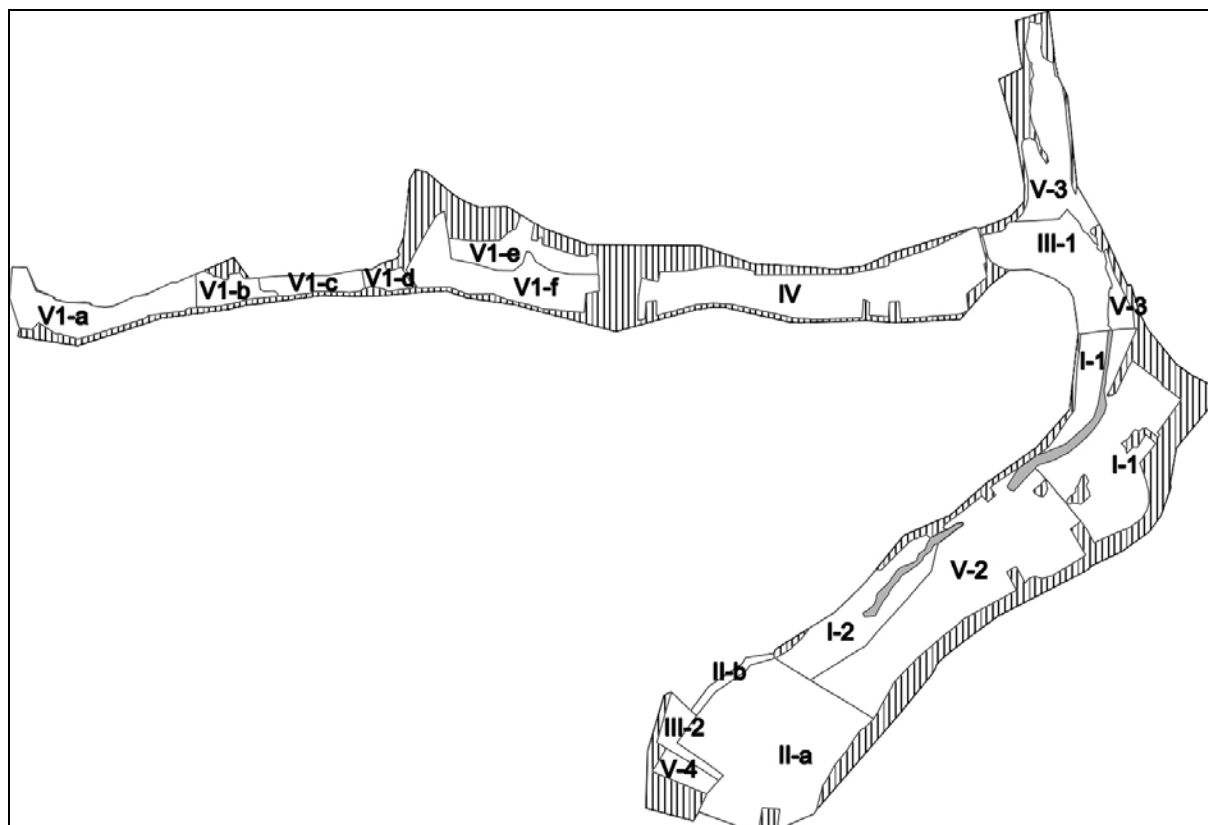 V-3
III-1
V1-e
V1-d
V1-c
V1-b
V1-f
IV
V-3
V1-a
I-1
I-1
V-2
I-2
II-b
III-2
II-a
V-4